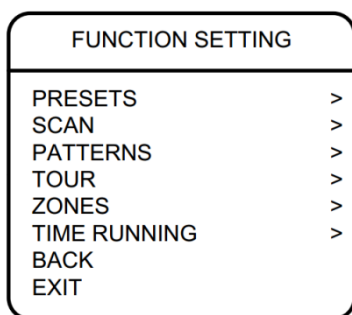 FUNCTION SETTING
PRESETS >
SCAN >
PATTERNS >
TOUR >
ZONES >
TIME RUNNING >
BACK
EXIT